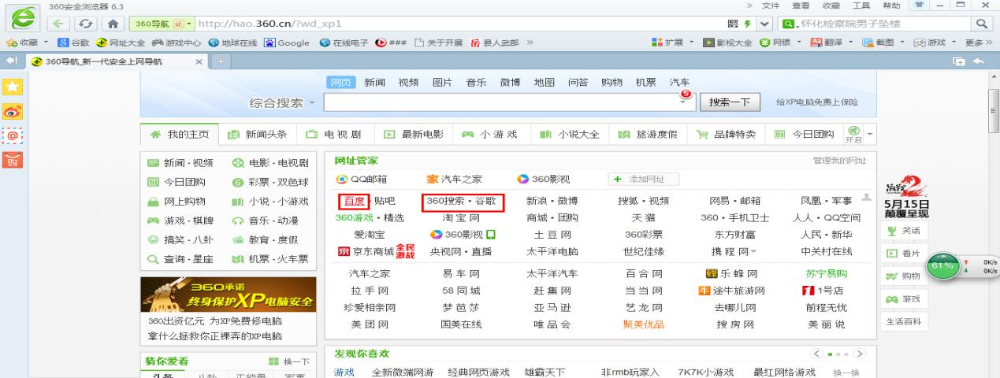 360安全浏览器 6.3
» 文件 查看 收藏 工具 帮助
360导航 证 http://hao.360.cn/?wd_xp1 怀化检察院男子坠楼
收藏 谷歌 网址大全 游戏中心 地球在线 Google 在线电子 ### 关于开展 岳 县人武部 » 扩展 影视大全 网银 翻译 截图 游戏 更多 »
360导航_新一代安全上网导航
网页 新闻 视频 图片 音乐 微博 地图 问答 购物 机票 汽车
综合搜索 5 搜索一下 给XP电脑免费上保险
我的主页 新闻头条 电视剧 最新电影 小游戏 小说大全 旅游度假 品牌特卖 今日团购 开启
新闻·视频 电影·电视剧
今日团购 彩票·双色球
网上购物 小说·小游戏
游戏·棋牌 音乐·动漫
搞笑·八卦 教育·度假
查询·星座 机票·火车票
360承诺
终身保护XP电脑安全
360出资亿元 为XP免费修电脑
拿什么拯救你正裸奔的XP电脑
猜你爱看 换一下
头条 八卦 正能量 军事
网址管家 管理我的网址
QQ邮箱 家 汽车之家 360影视 + 添加网址
百度·贴吧 360搜索·谷歌 新浪·微博 搜狐·视频 网易·邮箱 凤凰·军事
360游戏·精选 淘宝网 商城·团购 天猫 360·手机卫士 人人·QQ空间
爱淘宝 360影视 土豆网 360彩票 东方财富 人民·新华
京 京东商城 全民激战 央视网·直播 太平洋电脑 世纪佳缘 携程网 中关村在线
汽车之家 易车网 太平洋汽车 百合网 乐蜂网 苏宁易购
拉手网 58同城 赶集网 当当网 途牛旅游网 1号店
珍爱相亲网 梦芭莎 亚马逊 艺龙网 去哪儿网 前程无忧
美团网 国美在线 唯品会 聚美优品 搜房网 美丽说
发现你喜欢
游戏 全新微端网游 经典网页游戏 雄霸天下 非rmb玩家入 7K7K小游戏 最红网络游戏 换一换
@
购
5月15日
颠覆呈现
笑话
看片
购物
游戏
生活百科
61% 0K/s
0K/s